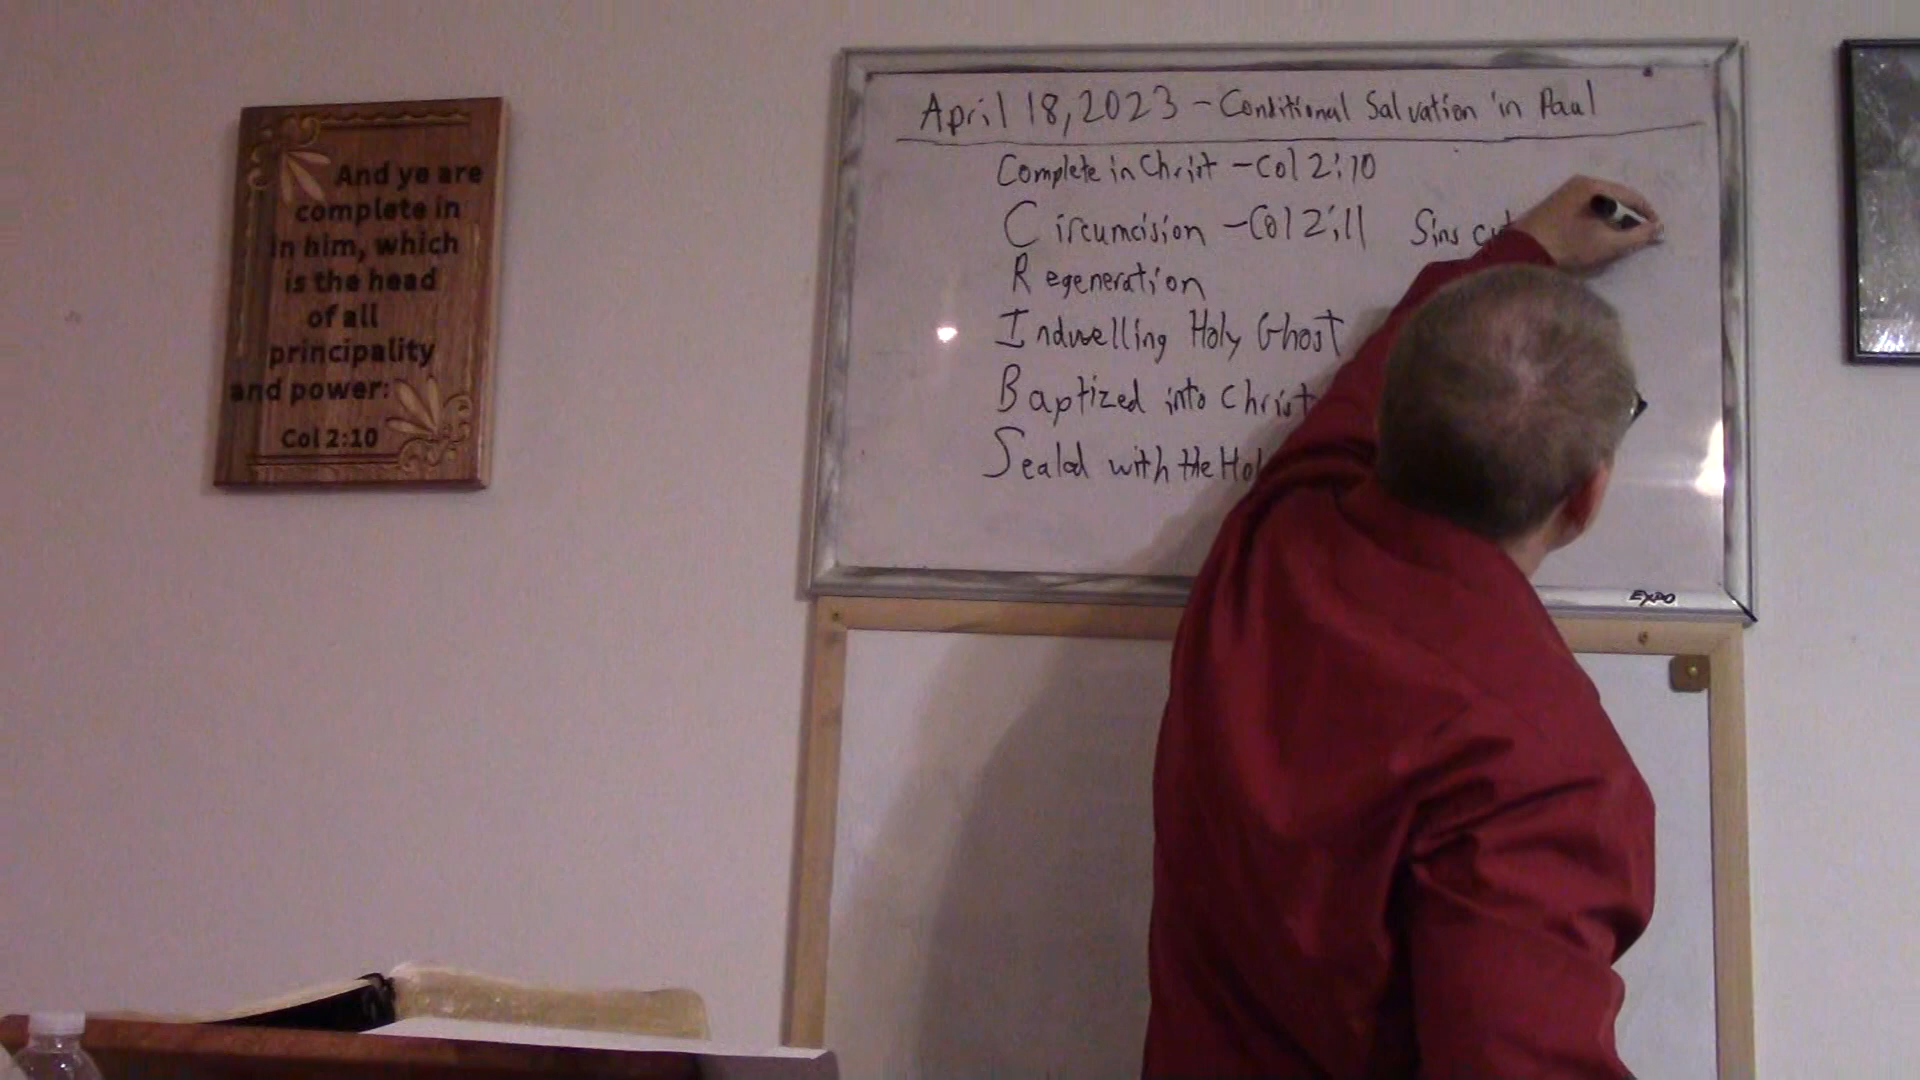 And ye are
complete in
in him, which
is the head
of all
principality
and power:
Col 2:10
April 18, 2023 - Conditional Salvation in Paul
Complete in Christ - Col 2:10
Circumcision - Col 2:11 Sins
Regeneration
Indwelling Holy Ghost
Baptized into Christ
Sealed with the
EXPO